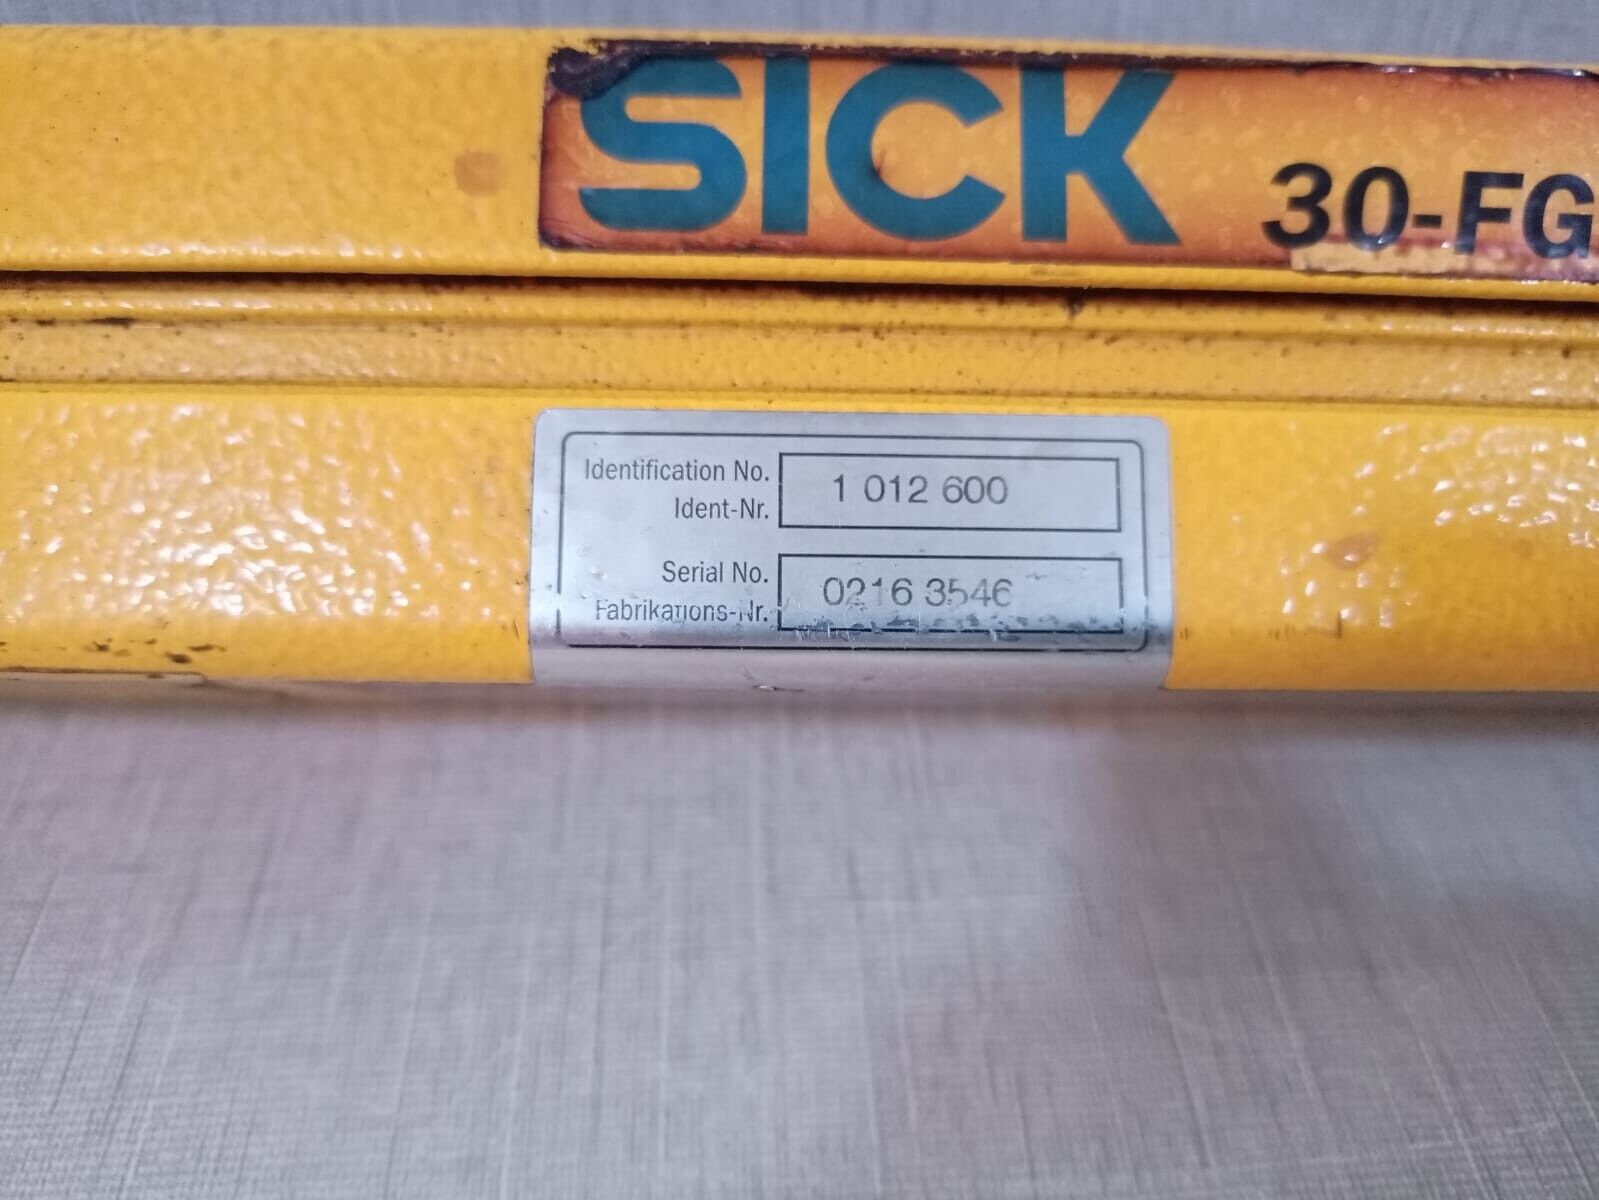 SICK 30-FG
Identification No.
Ident-Nr.
1 012 600
Serial No.
Fabrikations-Nr.
0216 3546